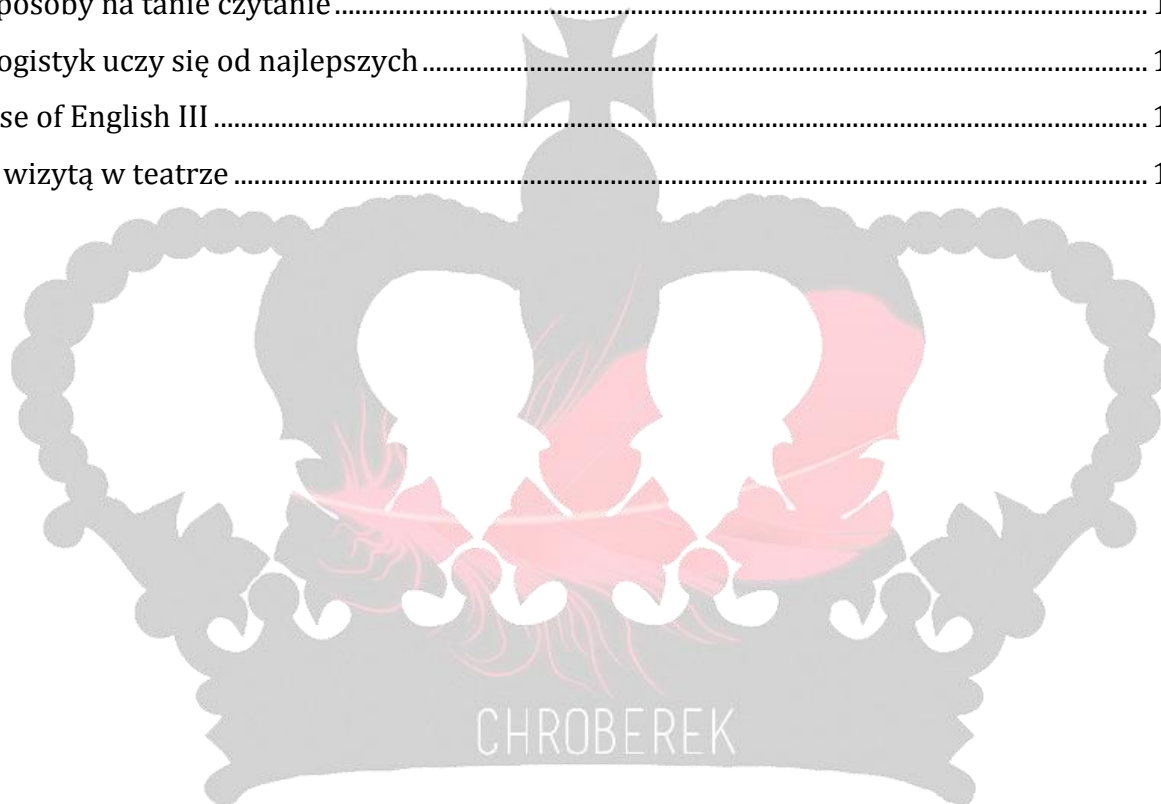 posoby na tanie czytanie........................................................................ 1
ogistyk uczy się od najlepszych........................................................................ 1
se of English III........................................................................ 1
wizytą w teatrze........................................................................ 1
CHROBEREK